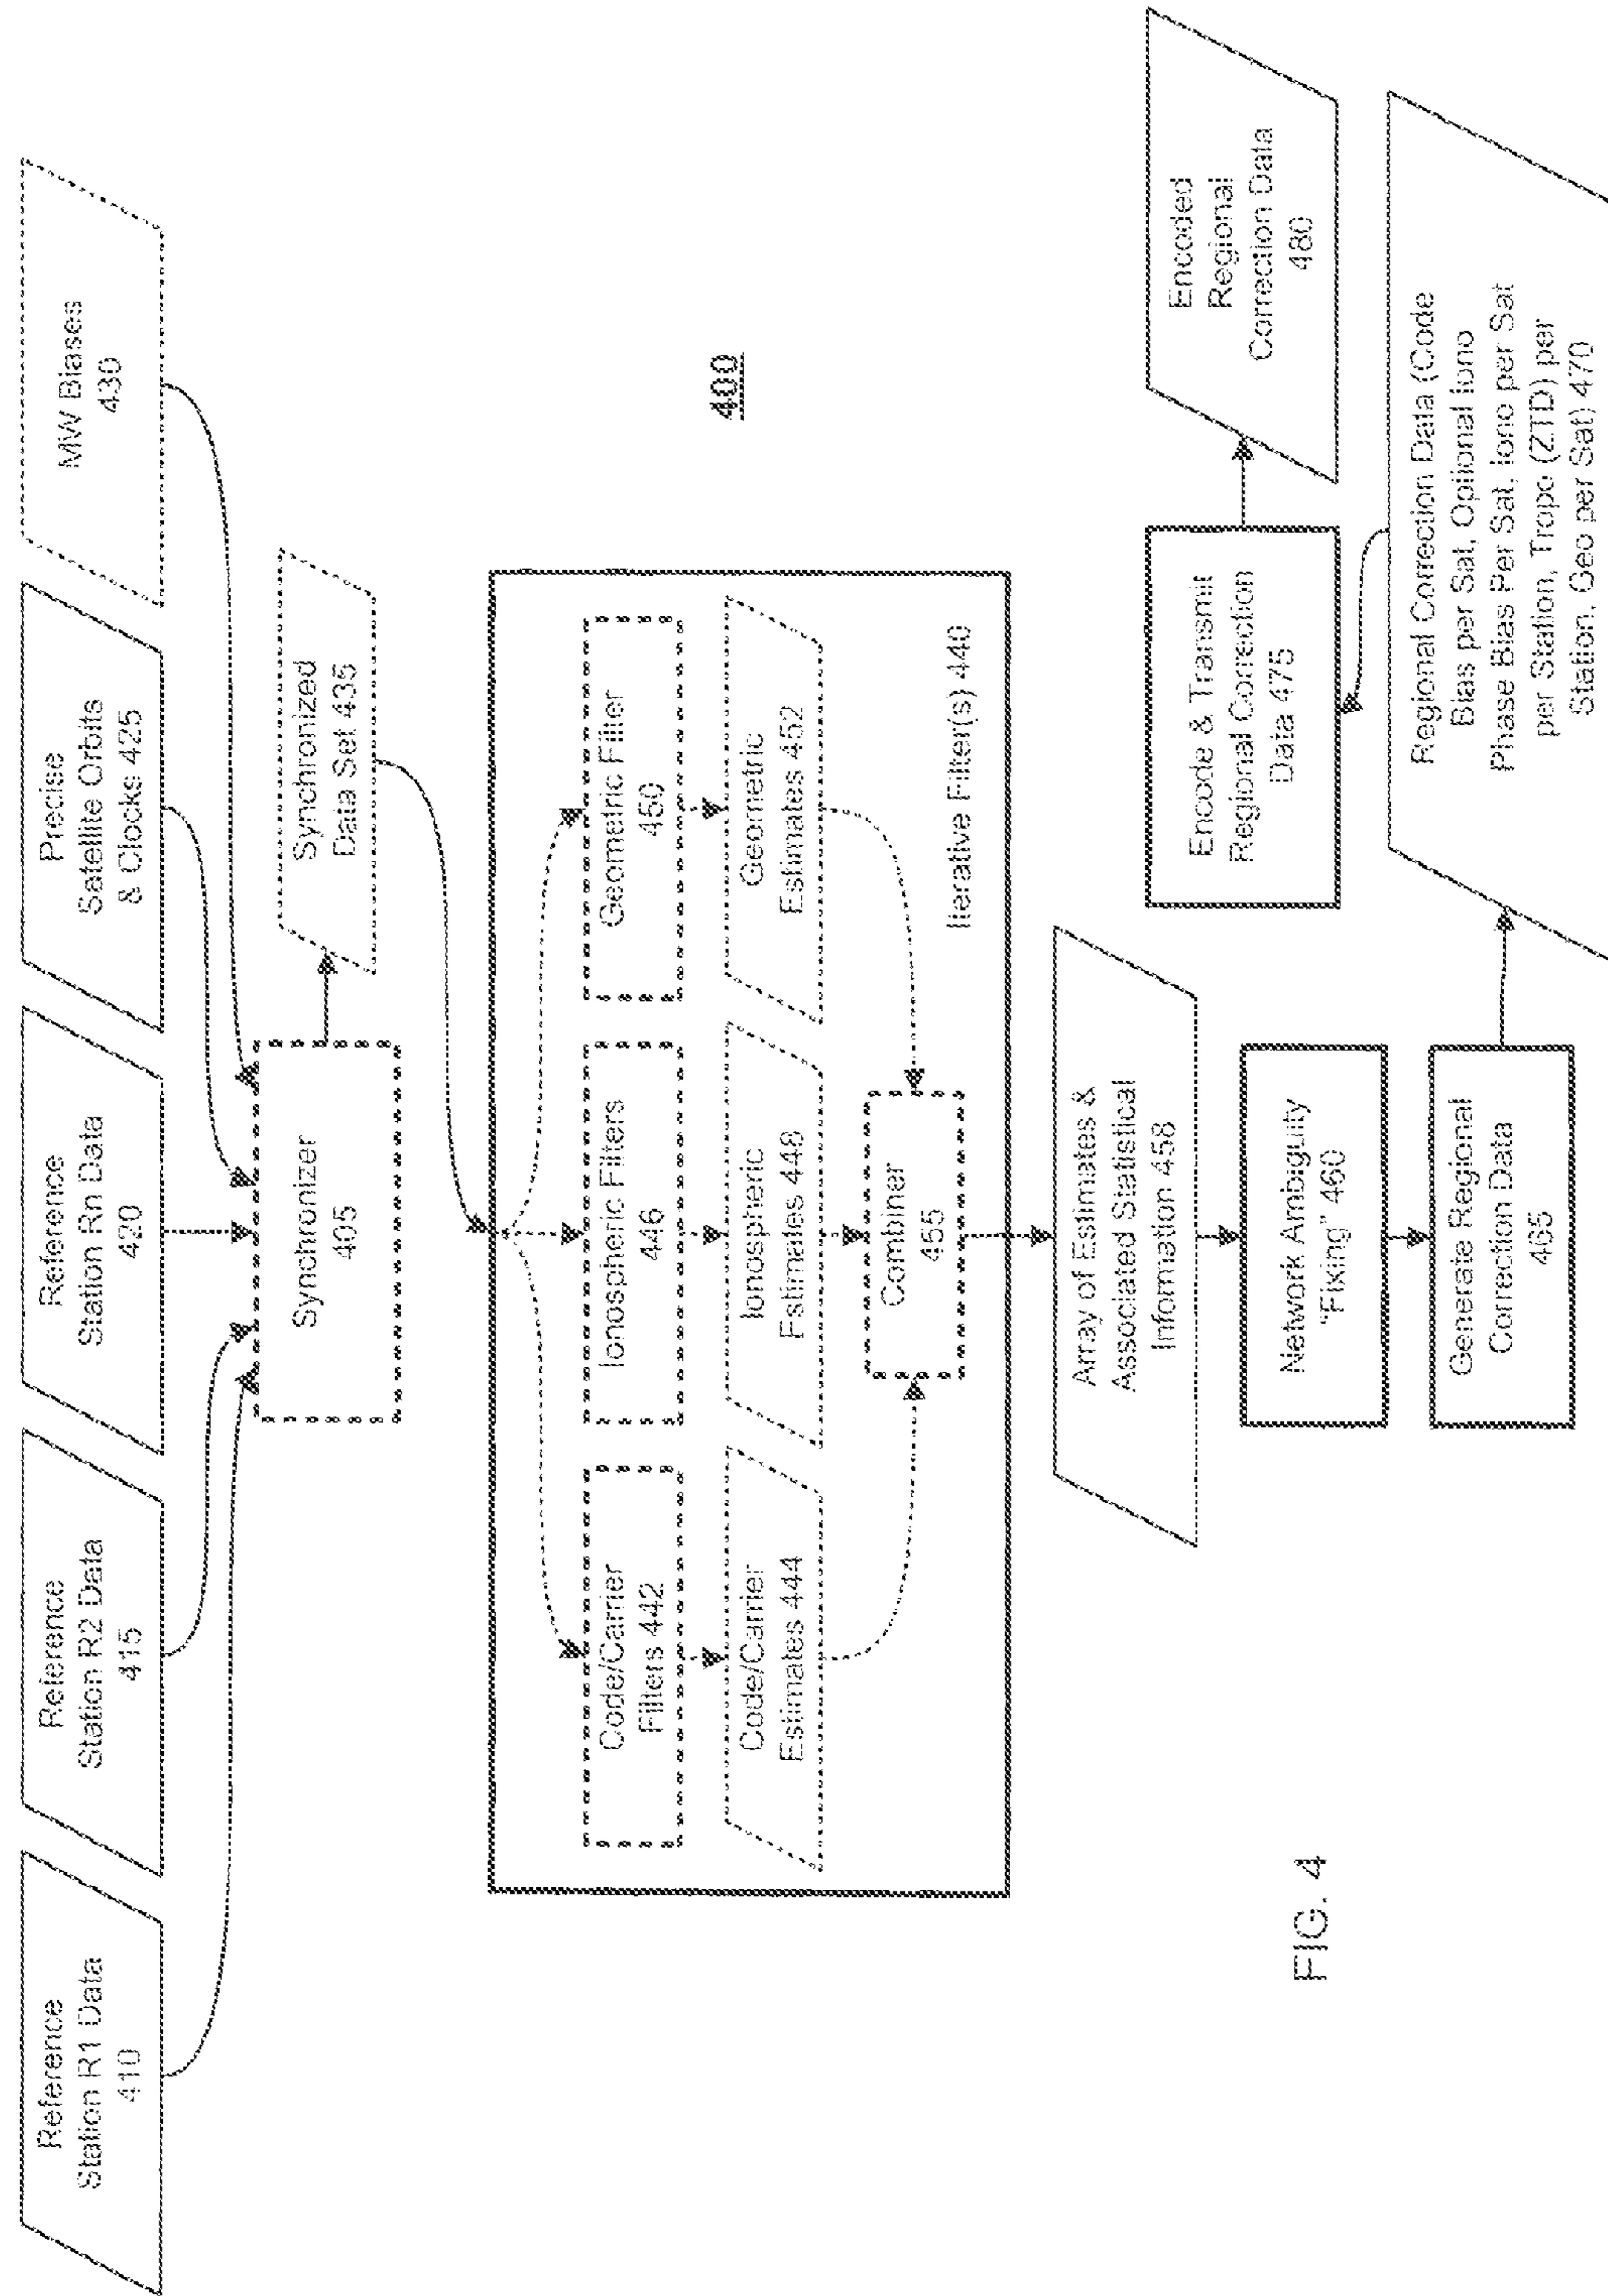 Reference
Station R1 Data
410
Reference
Station R2 Data
415
Reference
Station Rn Data
420
Precise
Satellite Orbits
& Clocks 425
MW Biases
430
Synchronizer
405
Synchronized
Data Set 435
400
Code/Carrier
Filters 442
Ionospheric Filters
446
Geometric Filter
450
Code/Carrier
Estimates 444
Ionospheric
Estimates 448
Geometric
Estimates 452
Combiner
455
Iterative Filter(s) 440
Array of Estimates &
Associated Statistical
Information 458
Network Ambiguity
"Fixing" 460
Generate Regional
Correction Data
465
Encode & Transmit
Regional Correction
Data 475
Encoded
Regional
Correction Data
480
Regional Correction Data (Code
Bias per Sat, Optional Iono
Phase Bias Per Sat, Iono per Sat
per Station, Tropo (ZTD) per
Station, Geo per Sat) 470
FIG. 4